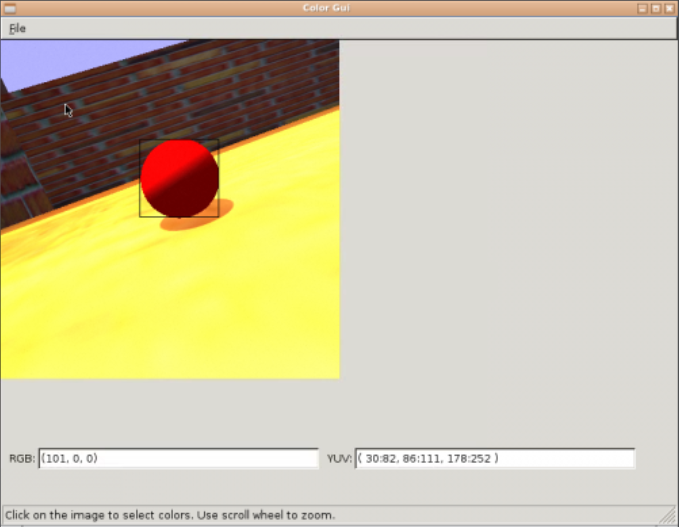 Color Gui
File
RGB: (101, 0, 0) YUV: ( 30:82, 86:111, 178:252 )
Click on the image to select colors. Use scroll wheel to zoom.